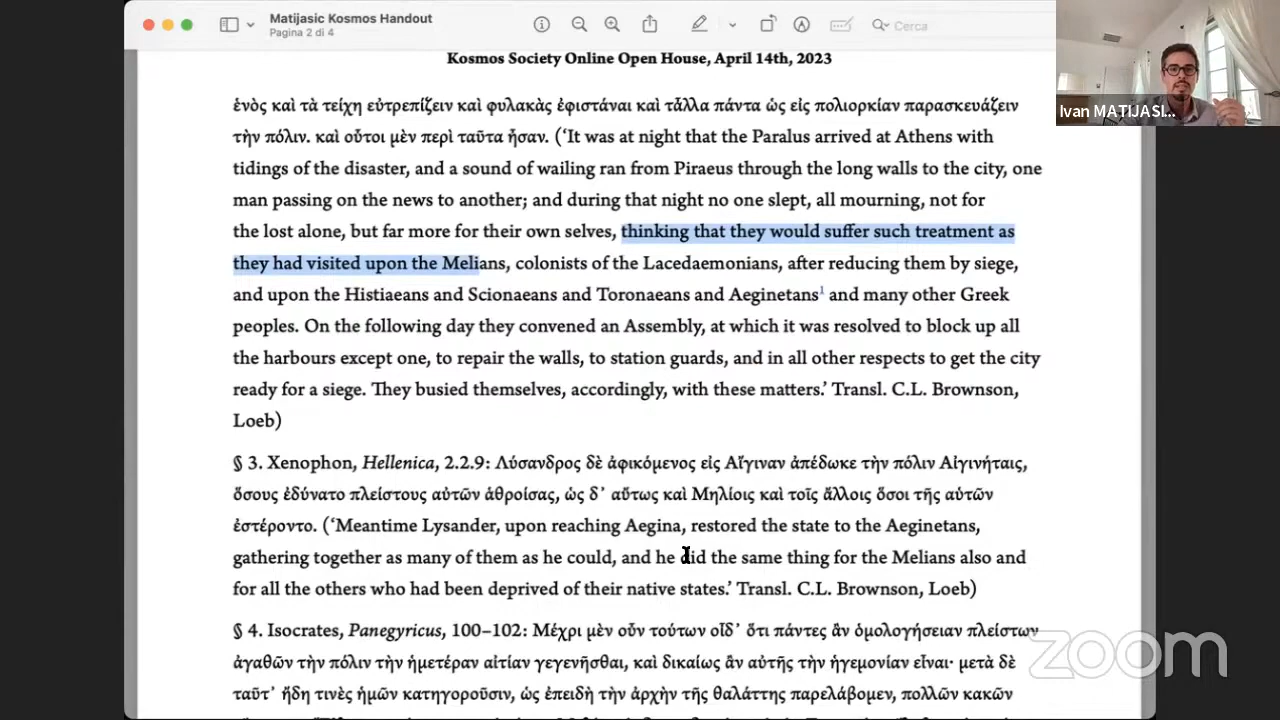 Matijasic Kosmos Handout
Pagina 2 di 4
Cerca
Kosmos Society Online Open House, April 14th, 2023
Ivan MATIJASI...
ἑνὸς καὶ τὰ τείχη εὐτρεπίζειν καὶ φυλακὰς ἐφιστάναι καὶ τἆλλα πάντα ὡς εἰς πολιορκίαν παρασκευάζειν
τὴν πόλιν. καὶ οὗτοι μὲν περὶ ταῦτα ἦσαν. (‘It was at night that the Paralus arrived at Athens with
tidings of the disaster, and a sound of wailing ran from Piraeus through the long walls to the city, one
man passing on the news to another; and during that night no one slept, all mourning, not for
the lost alone, but far more for their own selves, thinking that they would suffer such treatment as
they had visited upon the Melians, colonists of the Lacedaemonians, after reducing them by siege,
and upon the Histiaeans and Scionaeans and Toronaeans and Aeginetans¹ and many other Greek
peoples. On the following day they convened an Assembly, at which it was resolved to block up all
the harbours except one, to repair the walls, to station guards, and in all other respects to get the city
ready for a siege. They busied themselves, accordingly, with these matters.’ Transl. C.L. Brownson,
Loeb)
§ 3. Xenophon, Hellenica, 2.2.9: Λύσανδρος δὲ ἀφικόμενος εἰς Αἴγιναν ἀπέδωκε τὴν πόλιν Αἰγινήταις,
ὅσους ἐδύνατο πλείστους αὐτῶν ἁθροίσας, ὡς δ’ αὔτως καὶ Μηλίοις καὶ τοῖς ἄλλοις ὅσοι τῆς αὑτῶν
ἐστέροντο. (‘Meantime Lysander, upon reaching Aegina, restored the state to the Aeginetans,
gathering together as many of them as he could, and he did the same thing for the Melians also and
for all the others who had been deprived of their native states.’ Transl. C.L. Brownson, Loeb)
§ 4. Isocrates, Panegyricus, 100–102: Μέχρι μὲν οὖν τούτων οἶδ’ ὅτι πάντες ἂν ὁμολογήσειαν πλείστων
ἀγαθῶν τὴν πόλιν τὴν ἡμετέραν αἰτίαν γεγενῆσθαι, καὶ δικαίως ἂν αὐτῆς τὴν ἡγεμονίαν εἶναι· μετὰ δὲ
ταῦτ’ ἤδη τινὲς ἡμῶν κατηγοροῦσιν, ὡς ἐπειδὴ τὴν ἀρχὴν τῆς θαλάττης παρελάβομεν, πολλῶν κακῶν
zoom